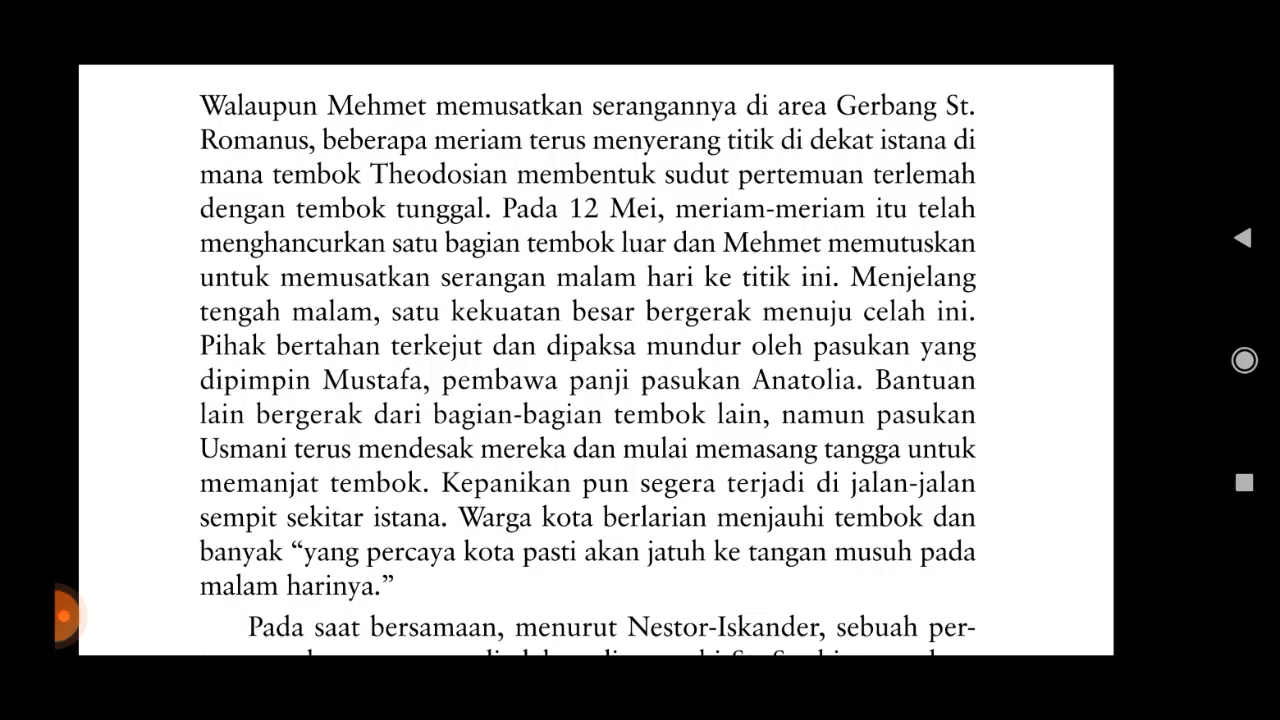 Walaupun Mehmet memusatkan serangannya di area Gerbang St.
Romanus, beberapa meriam terus menyerang titik di dekat istana di
mana tembok Theodosian membentuk sudut pertemuan terlemah
dengan tembok tunggal. Pada 12 Mei, meriam-meriam itu telah
menghancurkan satu bagian tembok luar dan Mehmet memutuskan
untuk memusatkan serangan malam hari ke titik ini. Menjelang
tengah malam, satu kekuatan besar bergerak menuju celah ini.
Pihak bertahan terkejut dan dipaksa mundur oleh pasukan yang
dipimpin Mustafa, pembawa panji pasukan Anatolia. Bantuan
lain bergerak dari bagian-bagian tembok lain, namun pasukan
Usmani terus mendesak mereka dan mulai memasang tangga untuk
memanjat tembok. Kepanikan pun segera terjadi di jalan-jalan
sempit sekitar istana. Warga kota berlarian menjauhi tembok dan
banyak “yang percaya kota pasti akan jatuh ke tangan musuh pada
malam harinya.”
Pada saat bersamaan, menurut Nestor-Iskander, sebuah per-